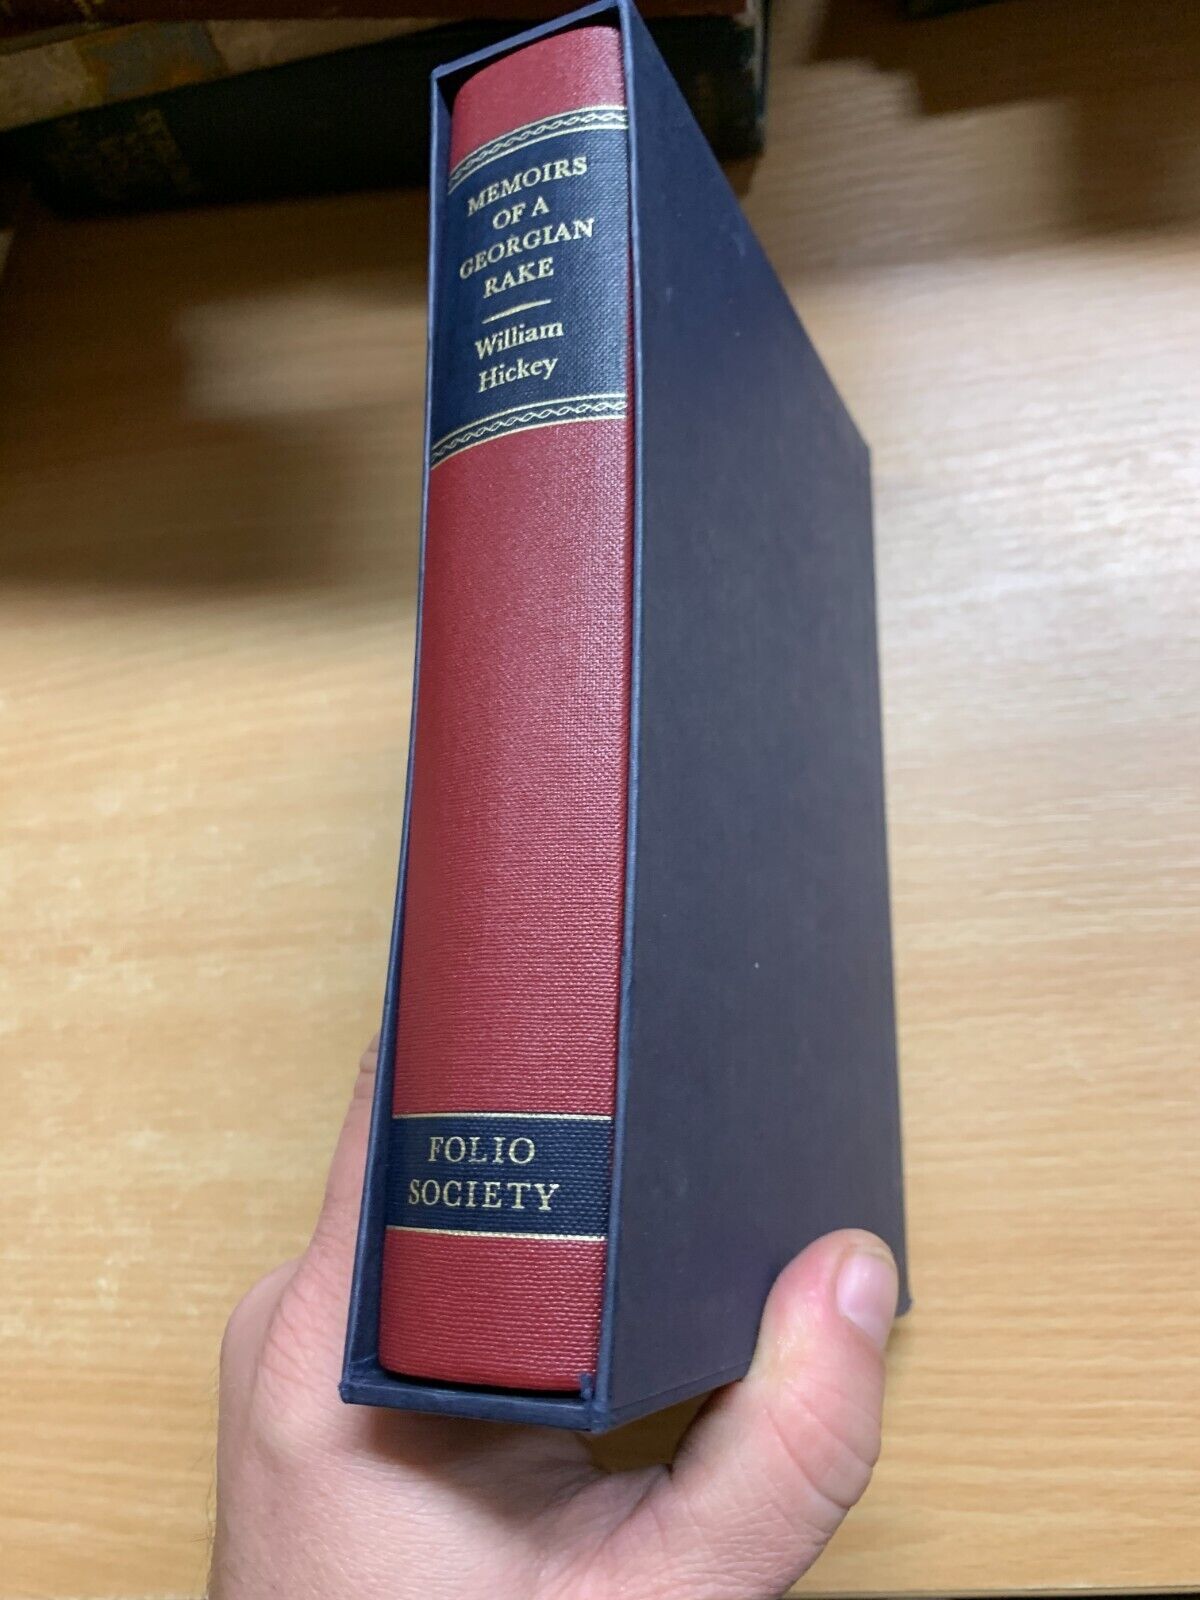 MEMOIRS
OF A
GEORGIAN
RAKE
William
Hickey
FOLIO
SOCIETY